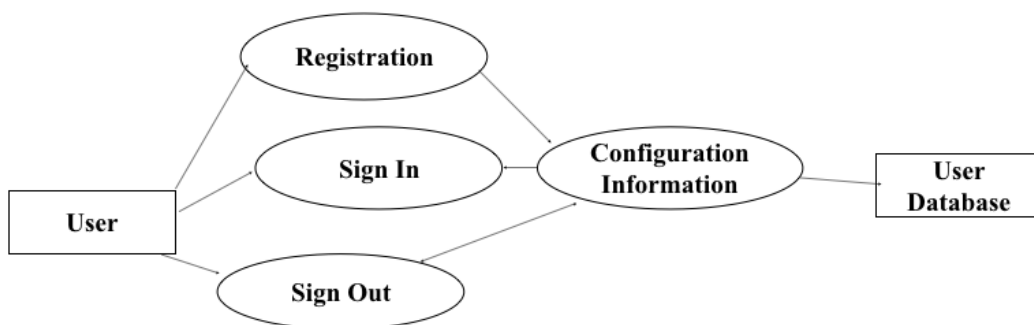 Registration
Sign In
Configuration
Information
User
Database
User
Sign Out